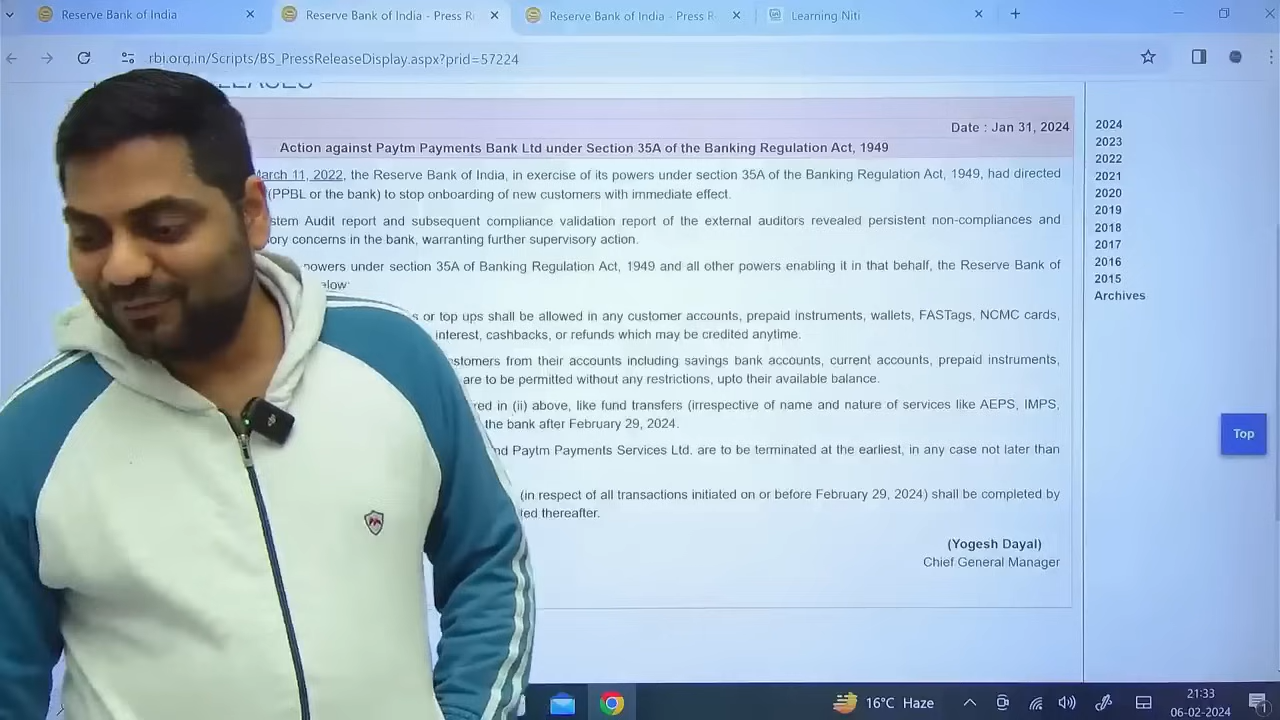 Reserve Bank of India
Reserve Bank of India - Press R
Reserve Bank of India - Press R
Learning Niti
rbi.org.in/Scripts/BS_PressReleaseDisplay.aspx?prid=57224
Date : Jan 31, 2024
Action against Paytm Payments Bank Ltd under Section 35A of the Banking Regulation Act, 1949
March 11, 2022, the Reserve Bank of India, in exercise of its powers under section 35A of the Banking Regulation Act, 1949, had directed
(PPBL or the bank) to stop onboarding of new customers with immediate effect.
Audit report and subsequent compliance validation report of the external auditors revealed persistent non-compliances and
concerns in the bank, warranting further supervisory action.
powers under section 35A of Banking Regulation Act, 1949 and all other powers enabling it in that behalf, the Reserve Bank of
or top ups shall be allowed in any customer accounts, prepaid instruments, wallets, FASTags, NCMC cards,
interest, cashbacks, or refunds which may be credited anytime.
from their accounts including savings bank accounts, current accounts, prepaid instruments,
are to be permitted without any restrictions, upto their available balance.
in (ii) above, like fund transfers (irrespective of name and nature of services like AEPS, IMPS,
the bank after February 29, 2024.
Paytm Payments Services Ltd. are to be terminated at the earliest, in any case not later than
(in respect of all transactions initiated on or before February 29, 2024) shall be completed by
thereafter.
(Yogesh Dayal)
Chief General Manager
2024
2023
2022
2021
2020
2019
2018
2017
2016
2015
Archives
Top
16°C Haze
21:33
06-02-2024